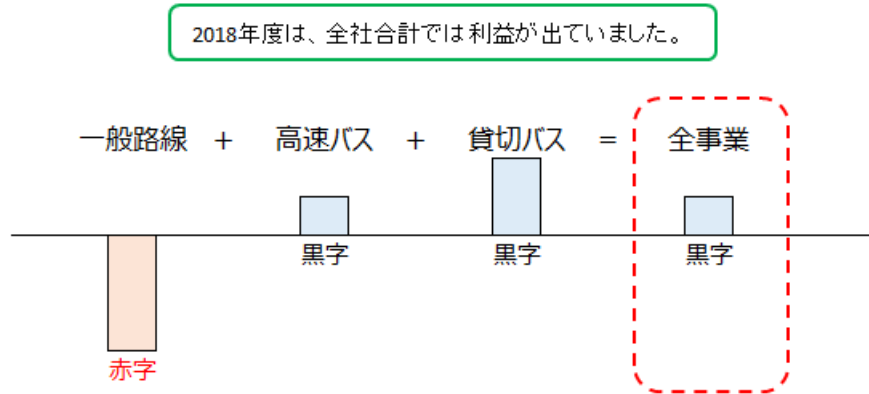 2018年度は、全社合計では利益が出ていました。
一般路線 + 高速バス + 貸切バス = 全事業
黒字 黒字 黒字
赤字